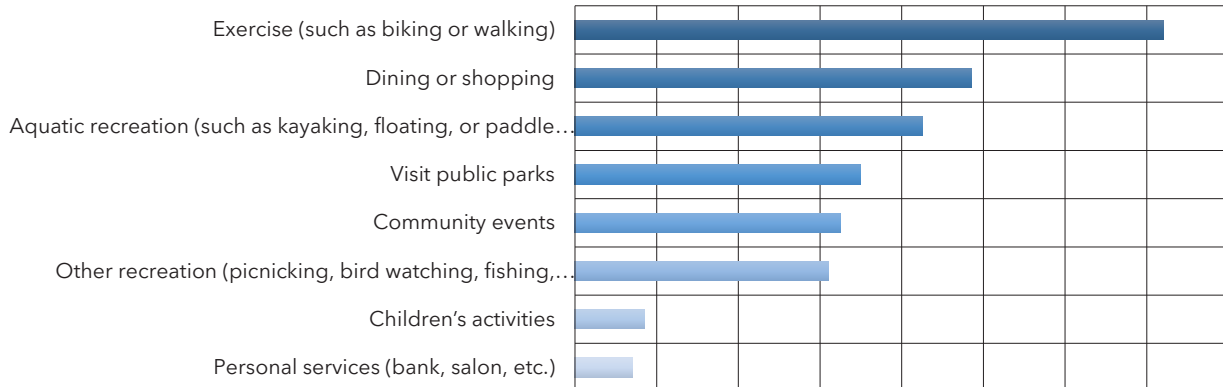 Exercise (such as biking or walking)
Dining or shopping
Aquatic recreation (such as kayaking, floating, or paddle…
Visit public parks
Community events
Other recreation (picnicking, bird watching, fishing,…
Children’s activities
Personal services (bank, salon, etc.)